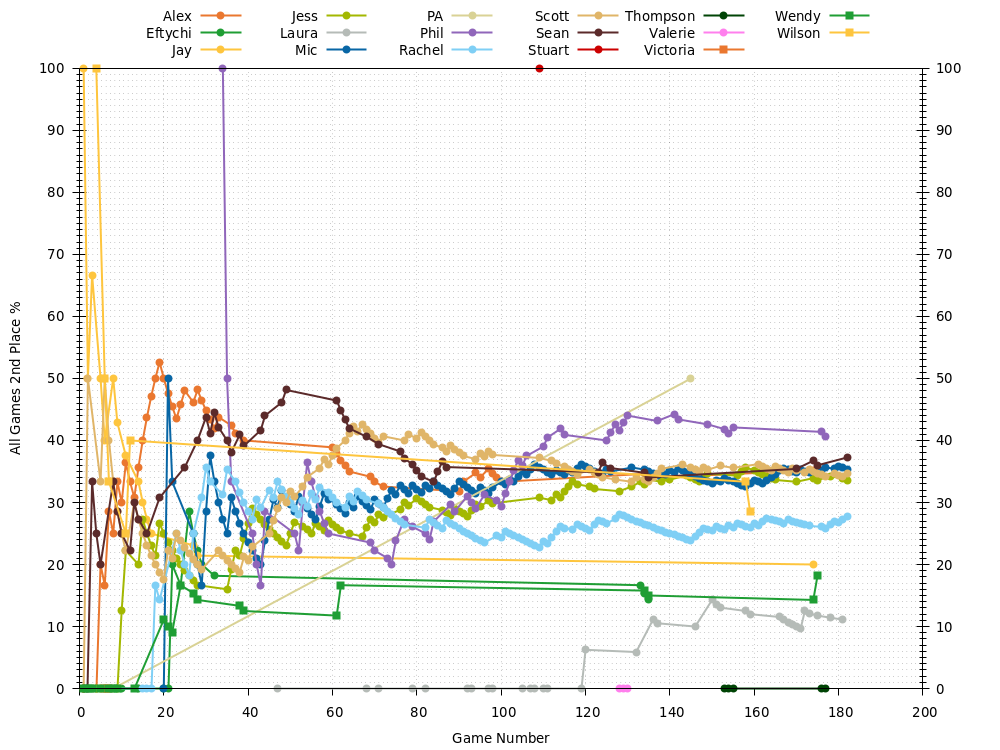 Alex Jess PA Scott Thompson Wendy
Eftychi Laura Phil Sean Valerie Wilson
Jay Mic Rachel Stuart Victoria
100 100
90 90
80 80
70 70
60 60
50 50
40 40
30 30
20 20
10 10
0 0
0 20 40 60 80 100 120 140 160 180 200
All Games 2nd Place %
Game Number